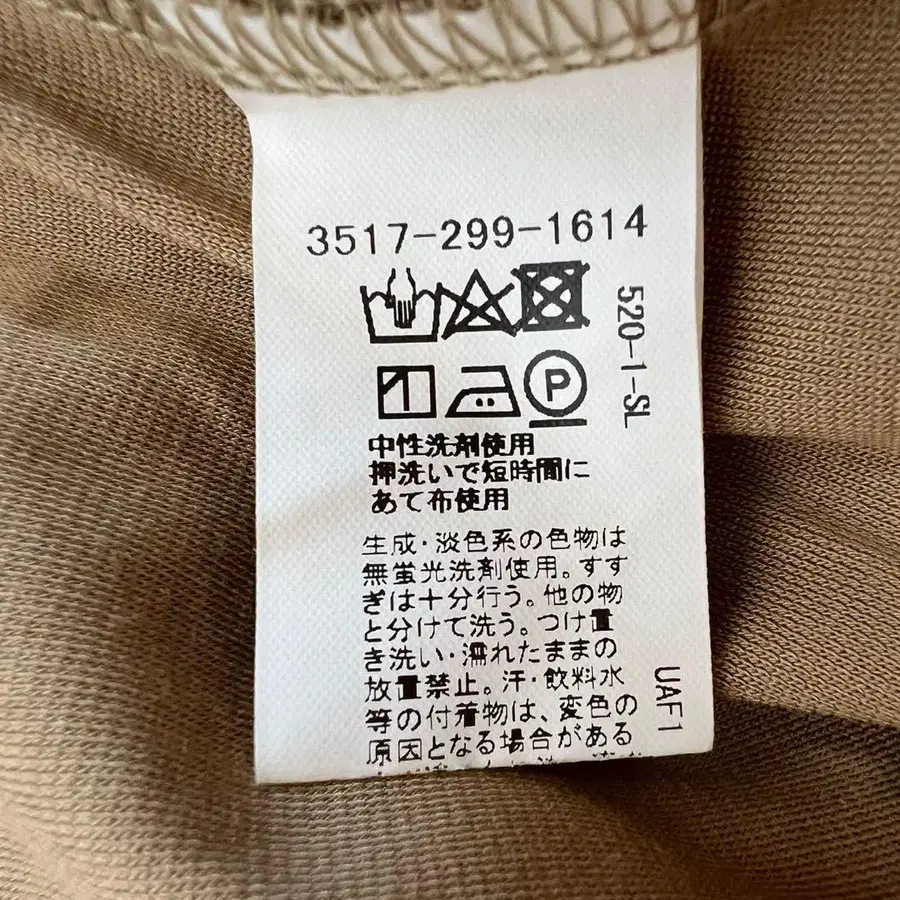 3517-299-1614
520-1-SL
P
中性洗剤使用
押洗いで短時間に
あて布使用
生成・淡色系の色物は
無蛍光洗剤使用。すす
ぎは十分行う。他の物
と分けて洗う。つけ置
き洗い・濡れたままの
放置禁止。汗・飲料水
等の付着物は、変色の
原因となる場合がある
UAF1